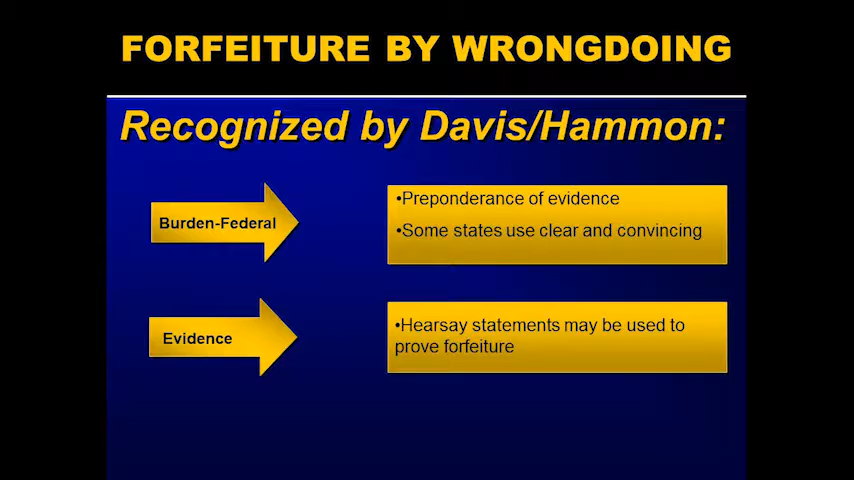 FORFEITURE BY WRONGDOING
Recognized by Davis/Hammon:
Burden-Federal
•Preponderance of evidence
•Some states use clear and convincing
Evidence
•Hearsay statements may be used to
prove forfeiture